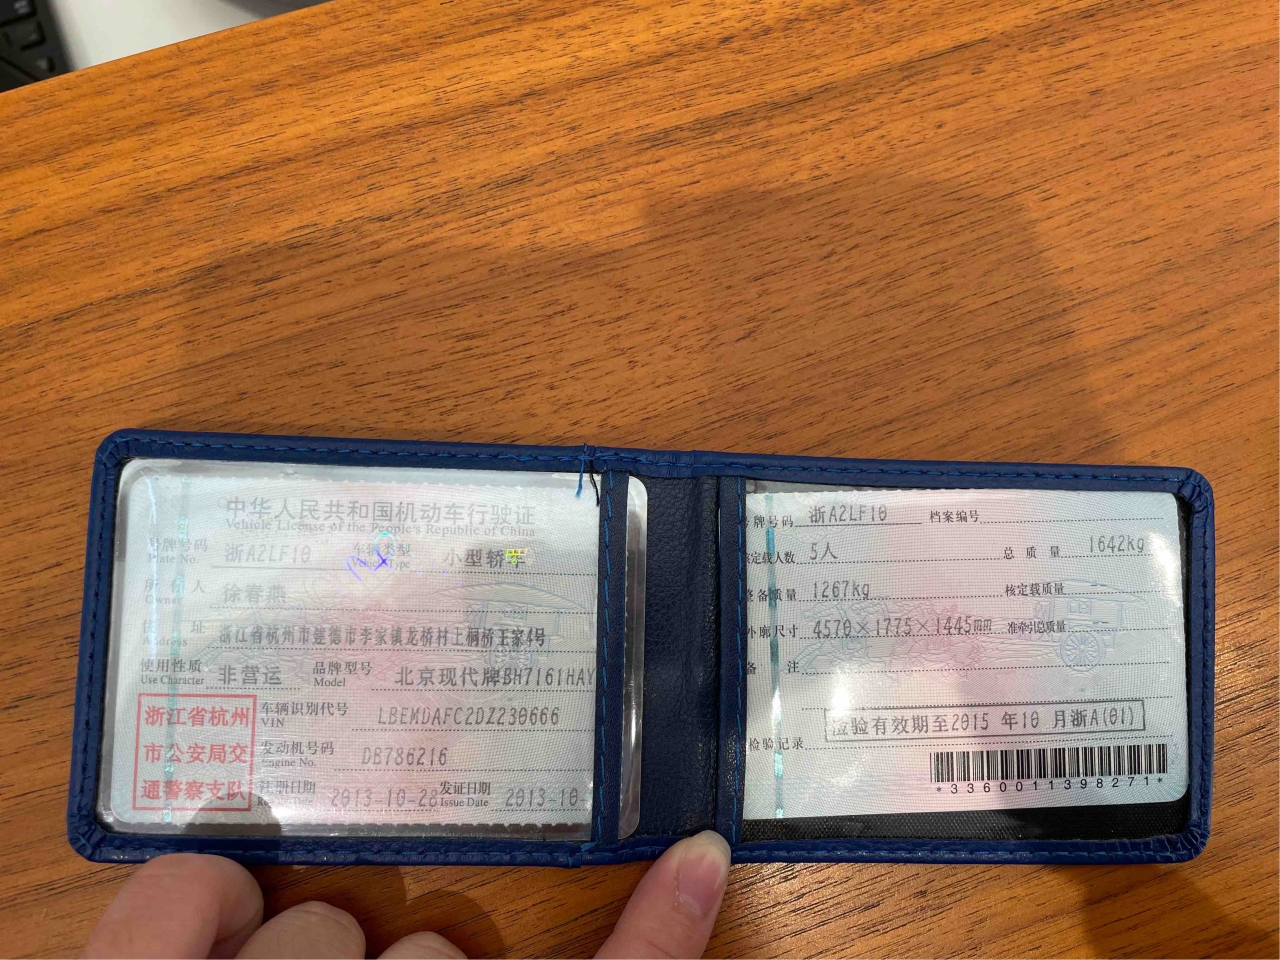 中华人民共和国机动车行驶证
Vehicle License of the People's Republic of China
号牌号码 浙A2LF10 车辆类型 小型轿车
Plate No. Vehicle Type
所有人 徐春燕
Owner
住址 浙江省杭州市建德市李家镇龙桥村上桐桥王家4号
Address
使用性质 非营运 品牌型号 北京现代牌BH7161HAY
Use Character Model
浙江省杭州
市公安局交
通警察支队
车辆识别代号 LBEMDAFC2DZ230666
VIN
发动机号码 DB786216
Engine No.
注册日期 2013-10-28 发证日期 2013-10-
Register Date Issue Date
号牌号码 浙A2LF10 档案编号
核定载人数 5人 总质量 1642kg
整备质量 1267kg 核定载质量
外廓尺寸 4570×1775×1445mm 准牵引总质量
备注
检验有效期至2015 年10 月浙A(01)
检验记录
*3360011398271*